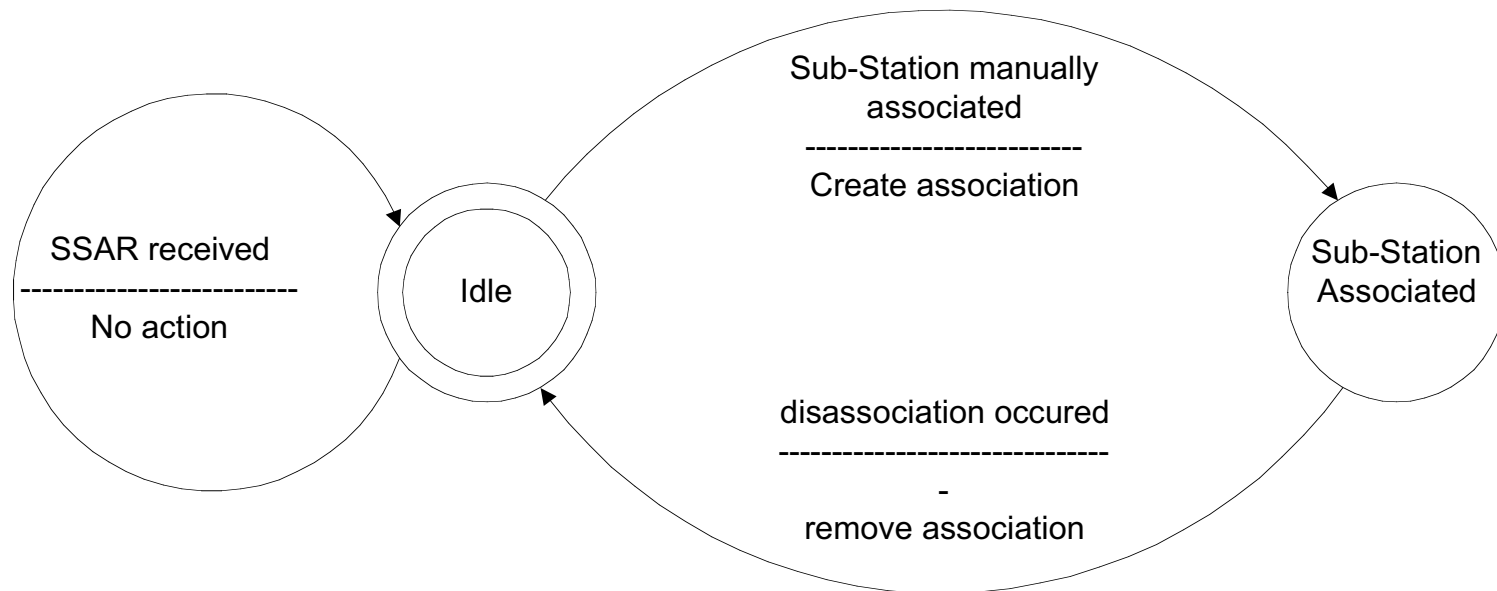 Sub-Station manually
associated
--------------------------
Create association
SSAR received
--------------------------
No action
Idle
Sub-Station
Associated
disassociation occured
-------------------------------
-
remove association